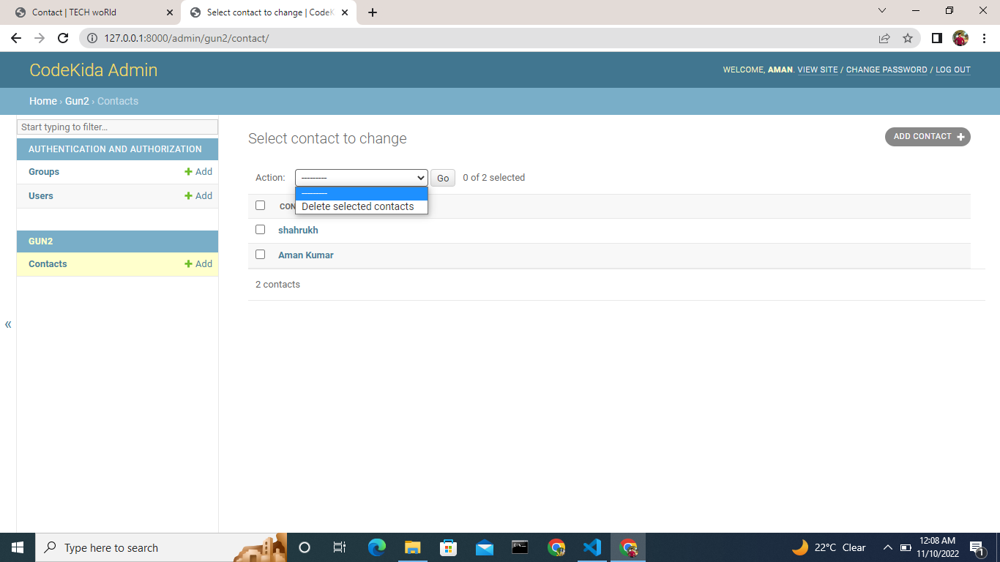 Contact | TECH woRld
Select contact to change | CodeK
127.0.0.1:8000/admin/gun2/contact/
CodeKida Admin
WELCOME, AMAN. VIEW SITE / CHANGE PASSWORD / LOG OUT
Home › Gun2 › Contacts
Start typing to filter...
AUTHENTICATION AND AUTHORIZATION
Groups + Add
Users + Add
GUN2
Contacts + Add
«
Select contact to change
ADD CONTACT +
Action: --------- Go 0 of 2 selected
---------
Delete selected contacts
CON
shahrukh
Aman Kumar
2 contacts
Type here to search
22°C Clear
12:08 AM
11/10/2022
1